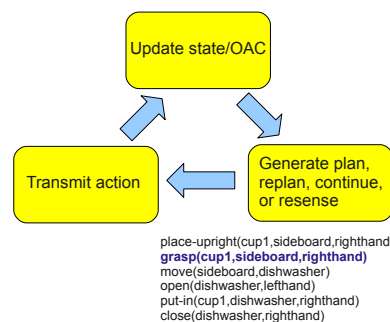 Update state/OAC
Transmit action
Generate plan,
replan, continue,
or resense
place-upright(cup1,sideboard,righthand
grasp(cup1,sideboard,righthand)
move(sideboard,dishwasher)
open(dishwasher,lefthand)
put-in(cup1,dishwasher,righthand)
close(dishwasher,righthand)